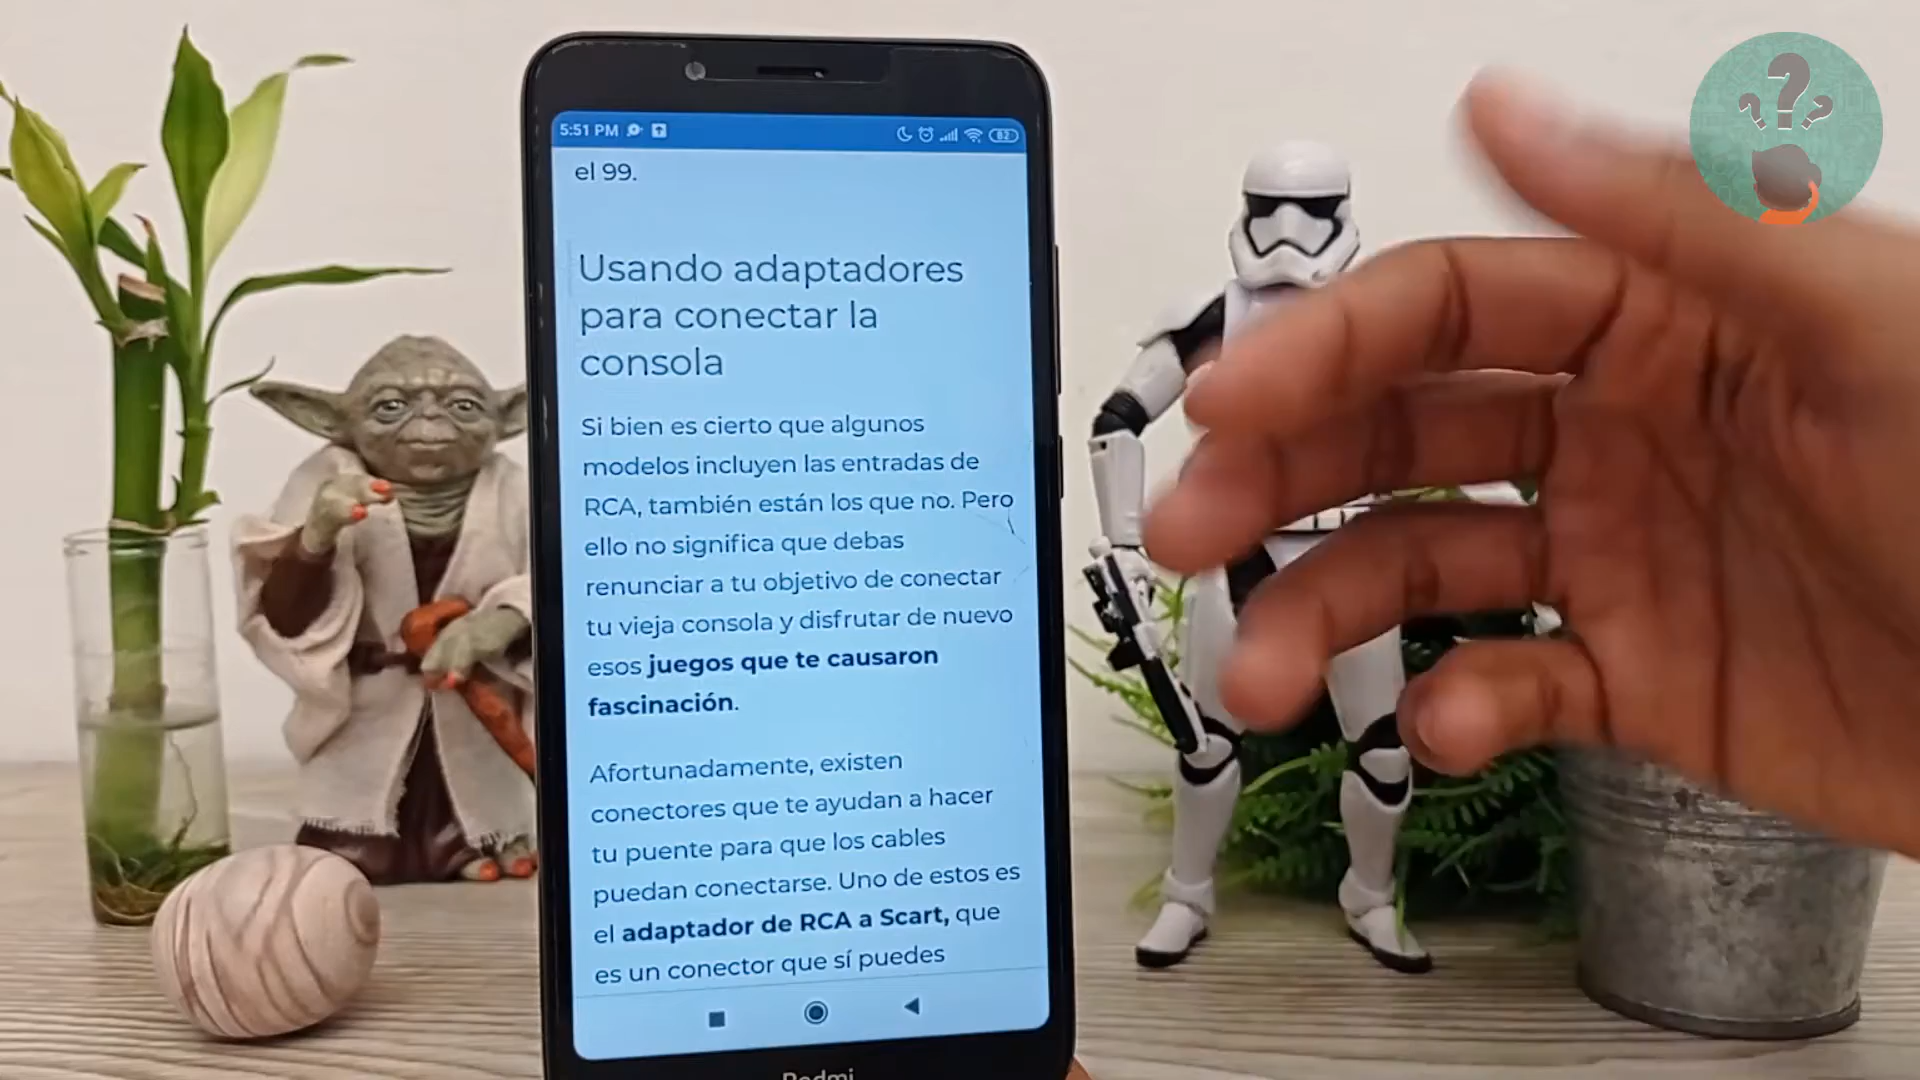 5:51 PM
82
el 99.
Usando adaptadores
para conectar la
consola
Si bien es cierto que algunos
modelos incluyen las entradas de
RCA, también están los que no. Pero
ello no significa que debas
renunciar a tu objetivo de conectar
tu vieja consola y disfrutar de nuevo
esos juegos que te causaron
fascinación.
Afortunadamente, existen
conectores que te ayudan a hacer
tu puente para que los cables
puedan conectarse. Uno de estos es
el adaptador de RCA a Scart, que
es un conector que sí puedes
Redmi
???